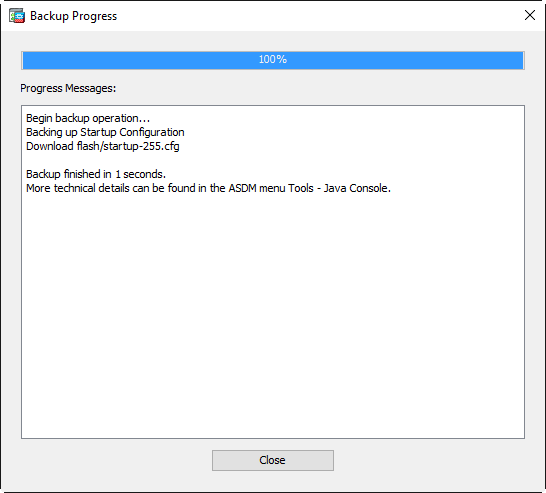 Backup Progress
100%
Progress Messages:
Begin backup operation...
Backing up Startup Configuration
Download flash/startup-255.cfg
Backup finished in 1 seconds.
More technical details can be found in the ASDM menu Tools - Java Console.
Close